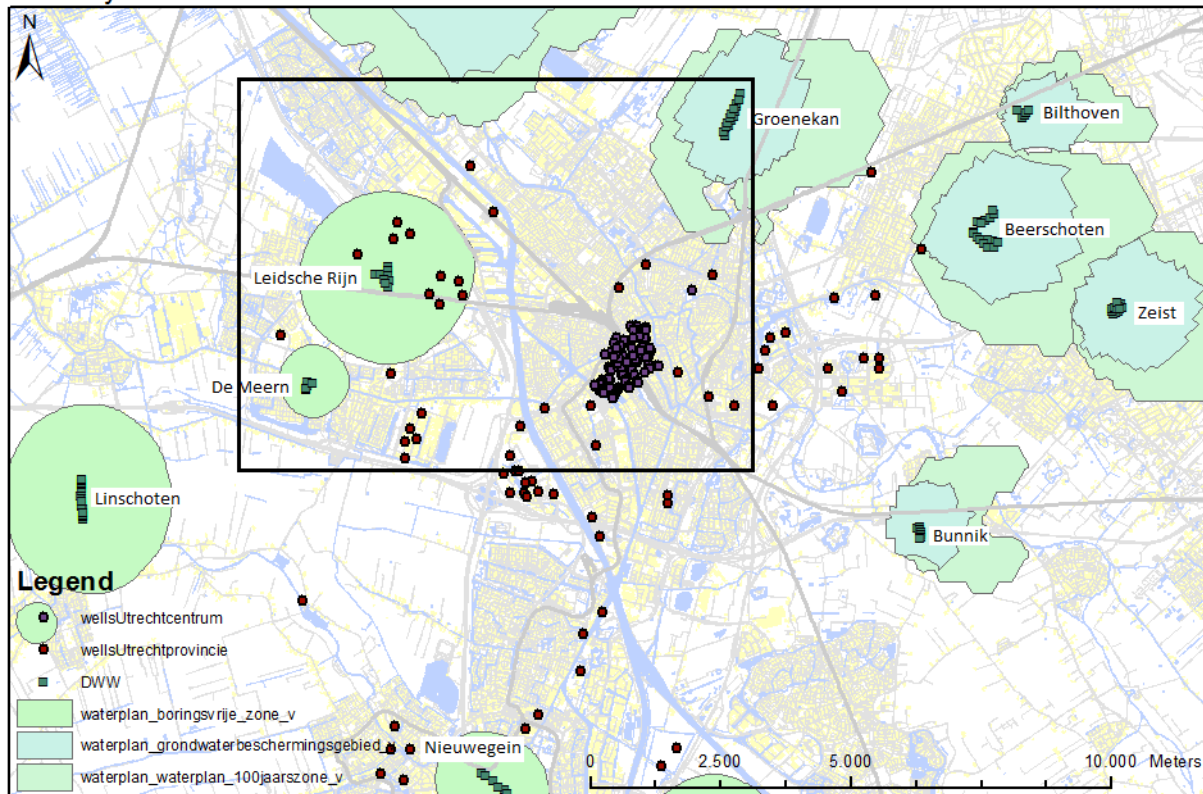 N
Groenekan
Bilthoven
Beerschoten
Leidsche Rijn
Zeist
De Meern
Linschoten
Bunnik
Legend
wellsUtrechtcentrum
wellsUtrechtprovincie
DWW
waterplan_boringsvrije_zone_v
waterplan_grondwaterbeschermingsgebied_v
waterplan_waterplan_100jaarszone_v
Nieuwegein
0 2.500 5 000 10 000 Meters